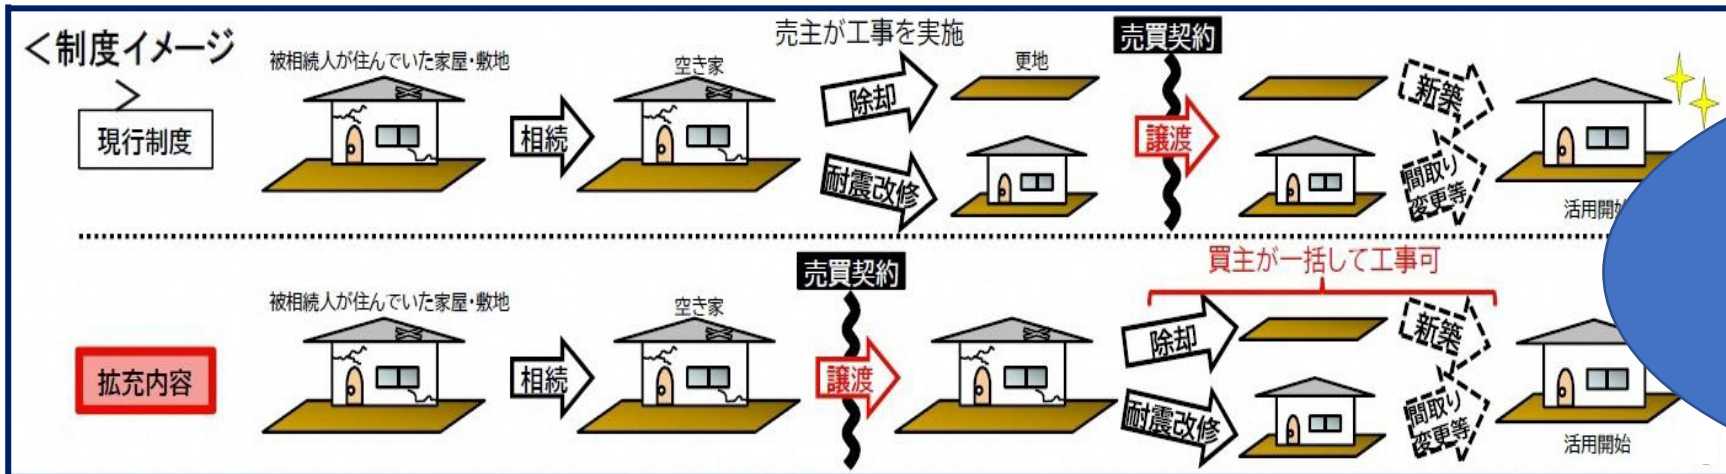 <制度イメージ
>
現行制度
被相続人が住んでいた家屋・敷地
相続
空き家
売主が工事を実施
除却
耐震改修
更地
売買契約
譲渡
新築
間取り
変更等
活用開始
拡充内容
被相続人が住んでいた家屋・敷地
相続
空き家
売買契約
譲渡
買主が一括して工事可
除却
耐震改修
新築
間取り
変更等
活用開始